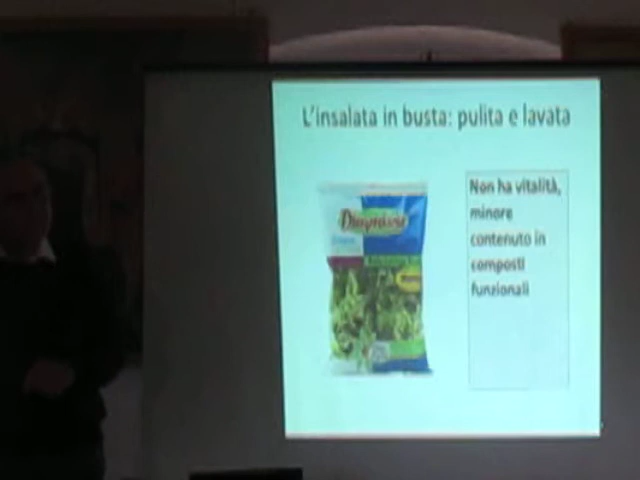 L'insalata in busta: pulita e lavata
Non ha vitalità,
minore
contenuto in
composti
funzionali